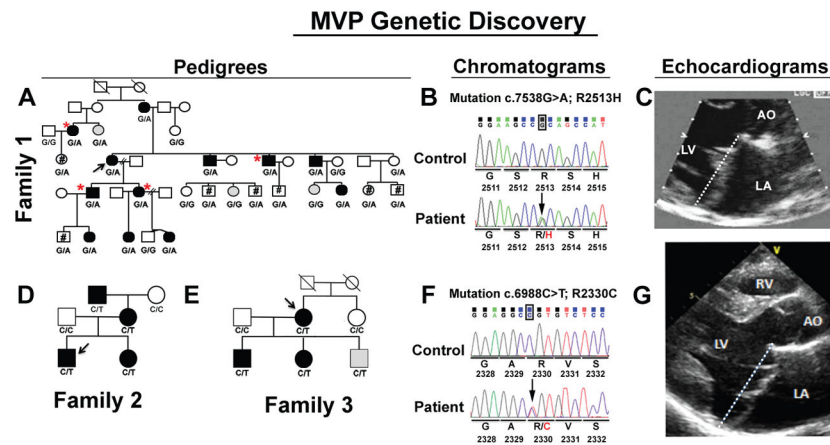 MVP Genetic Discovery
Pedigrees
Chromatograms
Echocardiograms
A
Family 1
*
G/A
G/G
G/A
G/A
G/G
#
G/A
G/A
G/A
*
G/A
G/A
*
G/A
*
G/A
G/G
#
G/A
G/G
#
G/A
#
G/A
G/G
G/A
#
G/A
#
G/A
#
G/A
G/A
G/A
G/G
G/A
B
Mutation c.7538G>A; R2513H
G G A A G C C G C A G C C A T
Control
G S R S H
2511 2512 2513 2514 2515
Patient
G S R/H S H
2511 2512 2513 2514 2515
C
AO
LV
LA
D
C/T
C/C
C/C
C/T
C/T
C/T
Family 2
E
C/C
C/T
C/C
C/T
C/T
C/T
Family 3
F
Mutation c.6988C>T; R2330C
G G A G G C C G T G T C T C C
Control
G A R V S
2328 2329 2330 2331 2332
Patient
G A R/C V S
2328 2329 2330 2331 2332
G
V
5
RV
AO
LV
LA